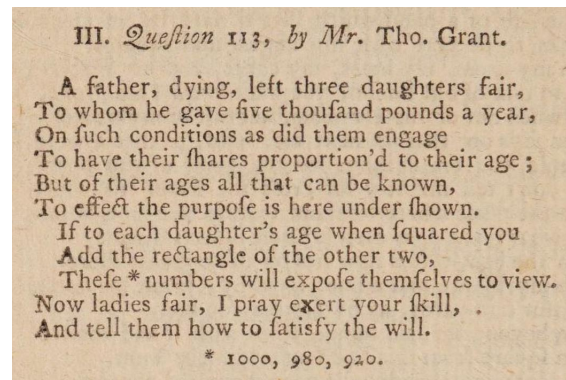 III. Queſtion 113, by Mr. Tho. Grant.
A father, dying, left three daughters fair,
To whom he gave five thouſand pounds a year,
On ſuch conditions as did them engage
To have their ſhares proportion'd to their age;
But of their ages all that can be known,
To effect the purpoſe is here under ſhown.
If to each daughter's age when ſquared you
Add the rectangle of the other two,
Theſe * numbers will expoſe themſelves to view.
Now ladies fair, I pray exert your ſkill,
And tell them how to ſatisfy the will.
* 1000, 980, 920.